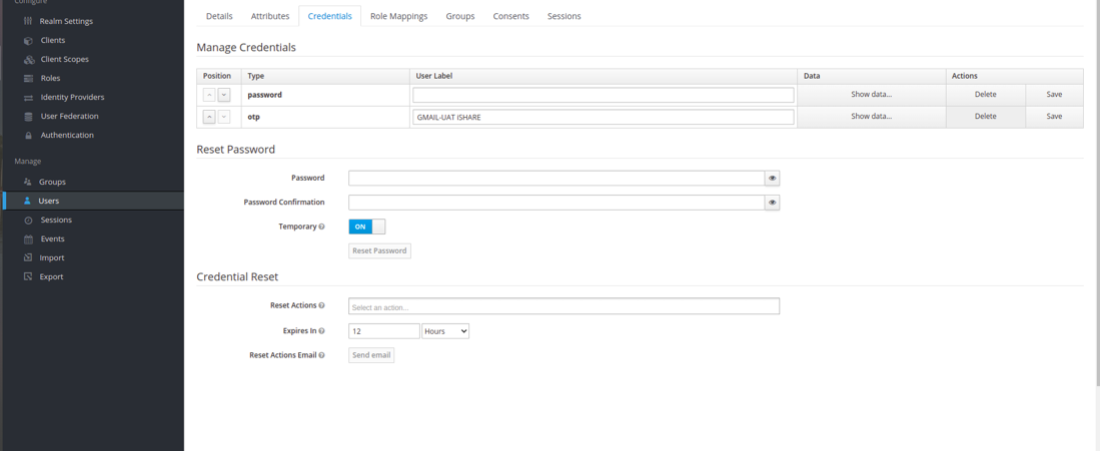 Configure
Realm Settings
Clients
Client Scopes
Roles
Identity Providers
User Federation
Authentication
Manage
Groups
Users
Sessions
Events
Import
Export
Details Attributes Credentials Role Mappings Groups Consents Sessions
Manage Credentials
Position Type User Label Data Actions
password Show data... Delete Save
otp GMAIL-UAT ISHARE Show data... Delete Save
Reset Password
Password
Password Confirmation
Temporary ON
Reset Password
Credential Reset
Reset Actions Select an action...
Expires In 12 Hours
Reset Actions Email Send email